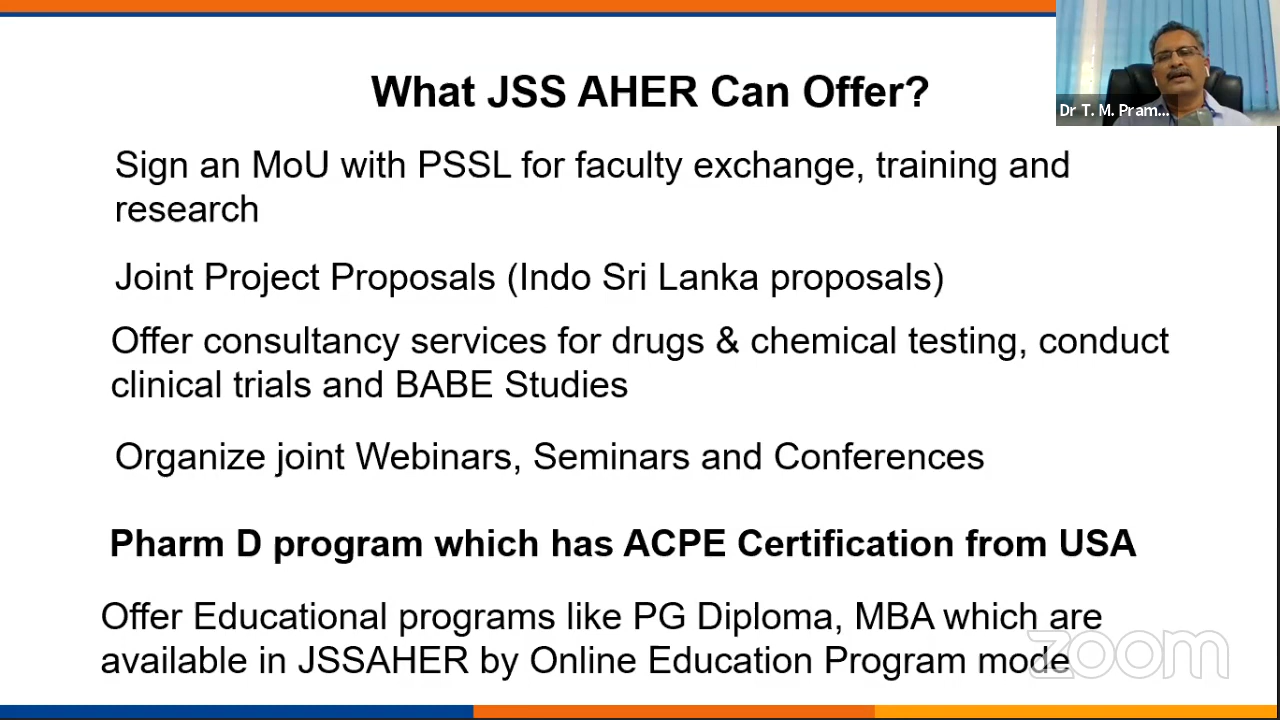 What JSS AHER Can Offer?
Dr T. M. Pram...
Sign an MoU with PSSL for faculty exchange, training and
research
Joint Project Proposals (Indo Sri Lanka proposals)
Offer consultancy services for drugs & chemical testing, conduct
clinical trials and BABE Studies
Organize joint Webinars, Seminars and Conferences
Pharm D program which has ACPE Certification from USA
Offer Educational programs like PG Diploma, MBA which are
available in JSSAHER by Online Education Program mode
zoom